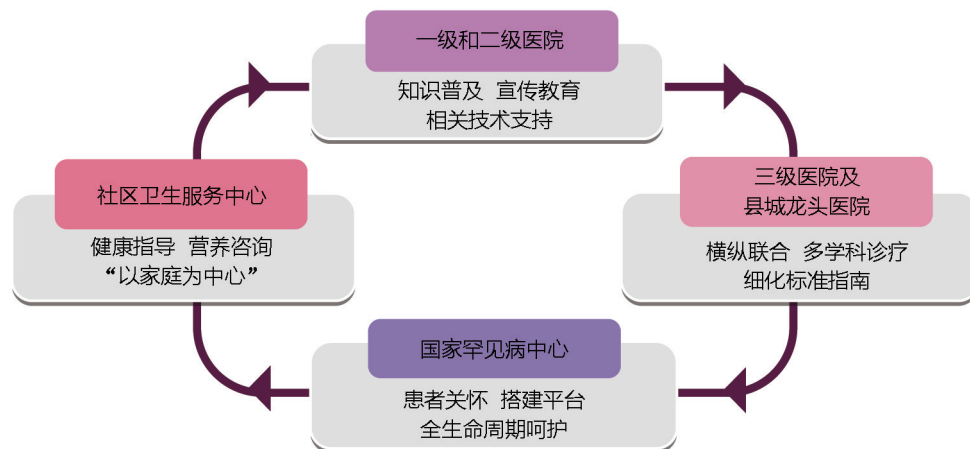 一级和二级医院
知识普及 宣传教育
相关技术支持
社区卫生服务中心
健康指导 营养咨询
“以家庭为中心”
三级医院及
县城龙头医院
横纵联合 多学科诊疗
细化标准指南
国家罕见病中心
患者关怀 搭建平台
全生命周期呵护